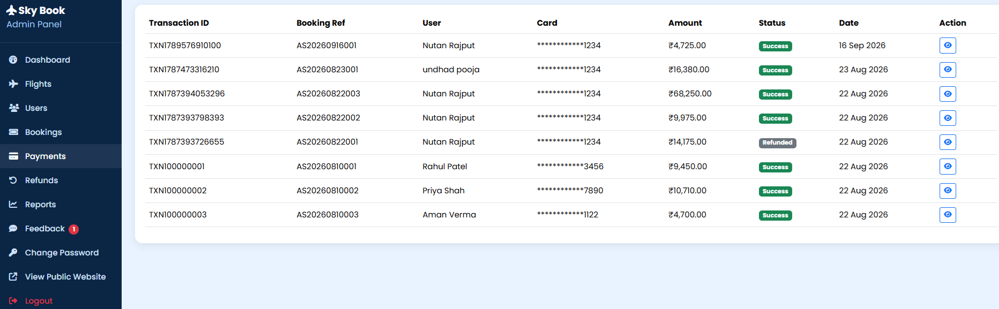 Sky Book
Admin Panel
Dashboard
Flights
Users
Bookings
Payments
Refunds
Reports
Feedback 1
Change Password
View Public Website
Logout
Transaction ID Booking Ref User Card Amount Status Date Action
TXN1789576910100 AS20260916001 Nutan Rajput ************1234 ₹4,725.00 Success 16 Sep 2026
TXN1787473316210 AS20260823001 undhad pooja ************1234 ₹16,380.00 Success 23 Aug 2026
TXN1787394053296 AS20260822003 Nutan Rajput ************1234 ₹68,250.00 Success 22 Aug 2026
TXN1787393798393 AS20260822002 Nutan Rajput ************1234 ₹9,975.00 Success 22 Aug 2026
TXN1787393726655 AS20260822001 Nutan Rajput ************1234 ₹14,175.00 Refunded 22 Aug 2026
TXN100000001 AS20260810001 Rahul Patel ************3456 ₹9,450.00 Success 22 Aug 2026
TXN100000002 AS20260810002 Priya Shah ************7890 ₹10,710.00 Success 22 Aug 2026
TXN100000003 AS20260810003 Aman Verma ************1122 ₹4,700.00 Success 22 Aug 2026